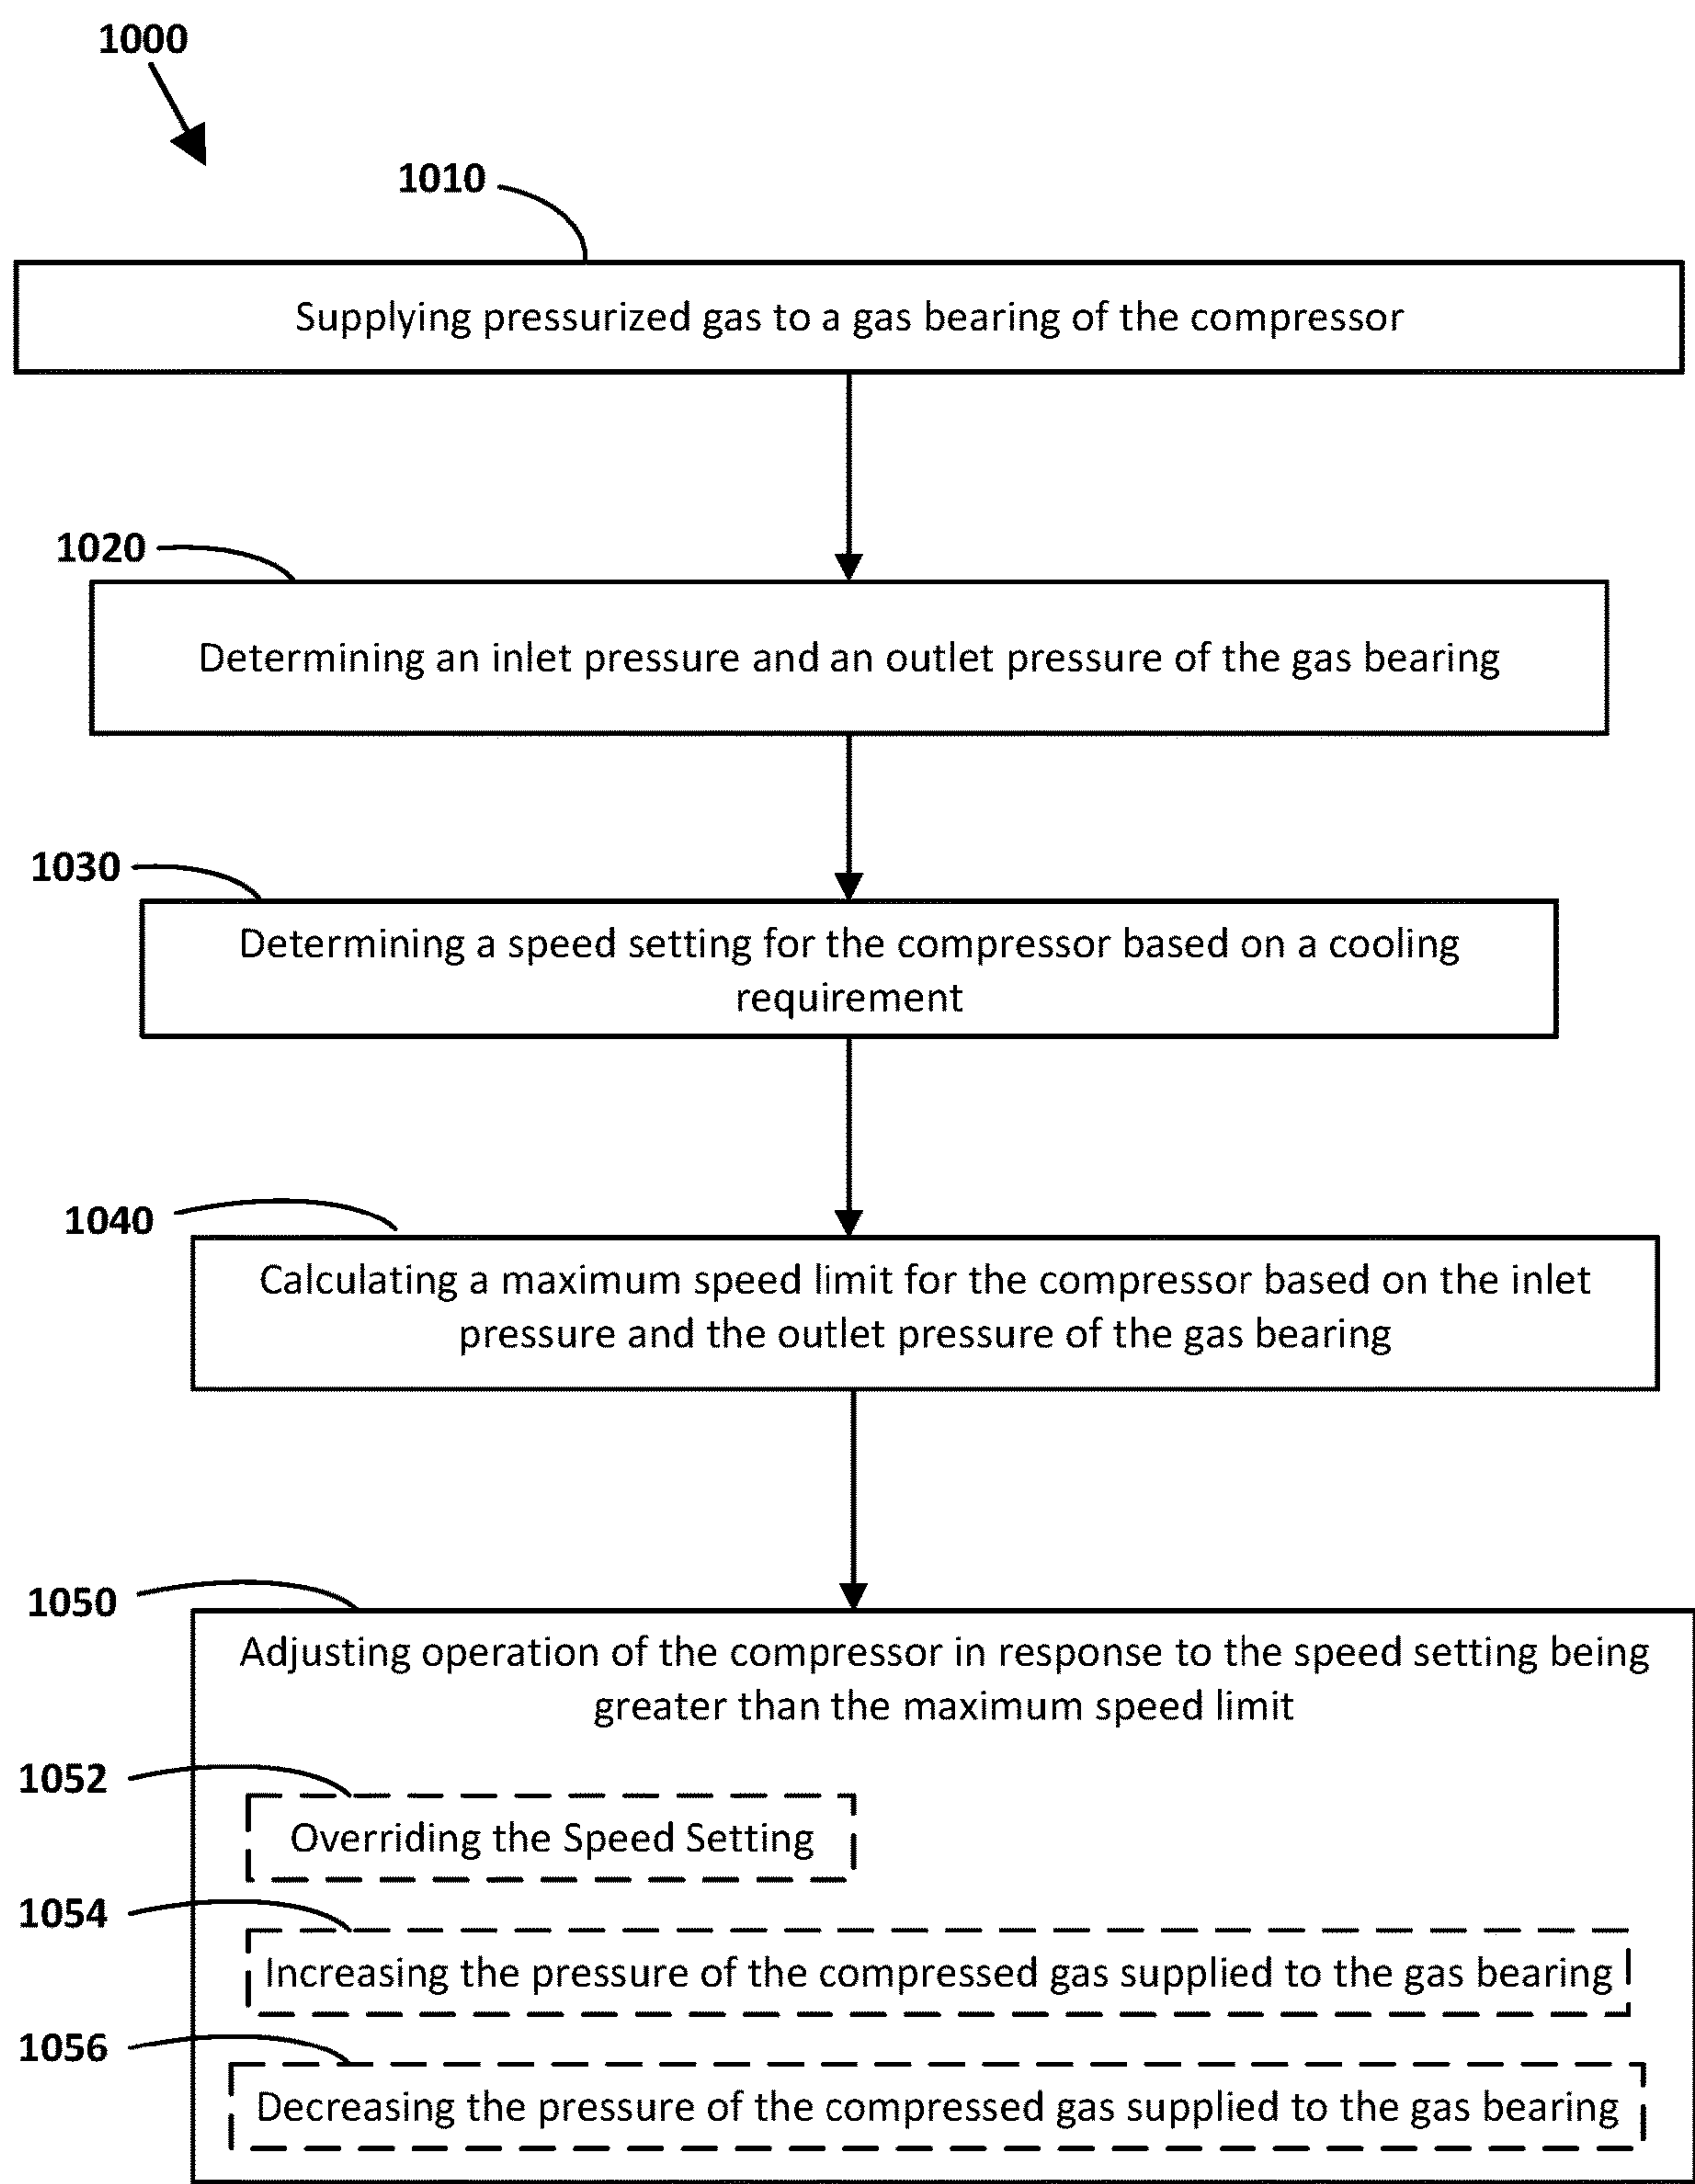 1000
1010
Supplying pressurized gas to a gas bearing of the compressor
1020
Determining an inlet pressure and an outlet pressure of the gas bearing
1030
Determining a speed setting for the compressor based on a cooling
requirement
1040
Calculating a maximum speed limit for the compressor based on the inlet
pressure and the outlet pressure of the gas bearing
1050
Adjusting operation of the compressor in response to the speed setting being
greater than the maximum speed limit
1052
Overriding the Speed Setting
1054
Increasing the pressure of the compressed gas supplied to the gas bearing
1056
Decreasing the pressure of the compressed gas supplied to the gas bearing